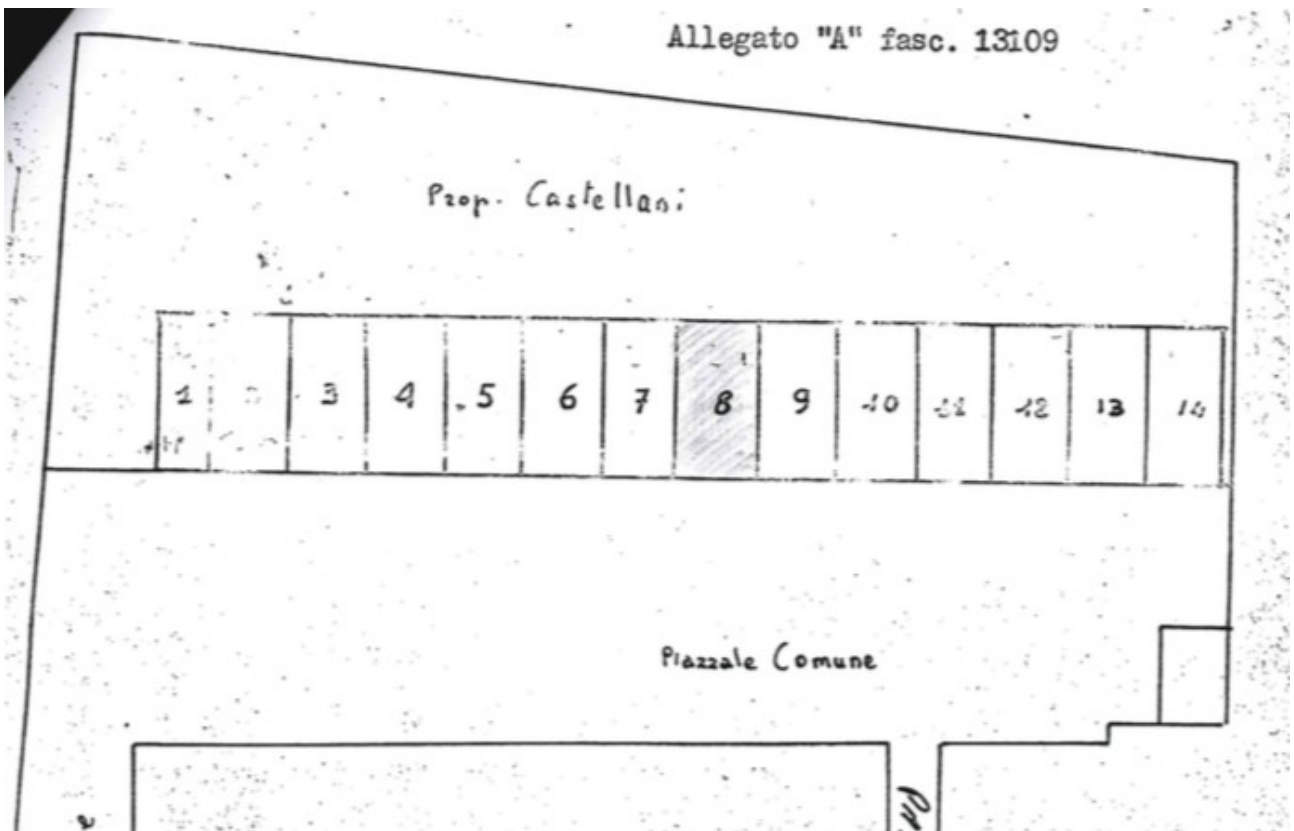 Allegato "A" fasc. 13109
Prop. Castellani
1 2 3 4 5 6 7 8 9 10 11 12 13 14
Piazzale Comune